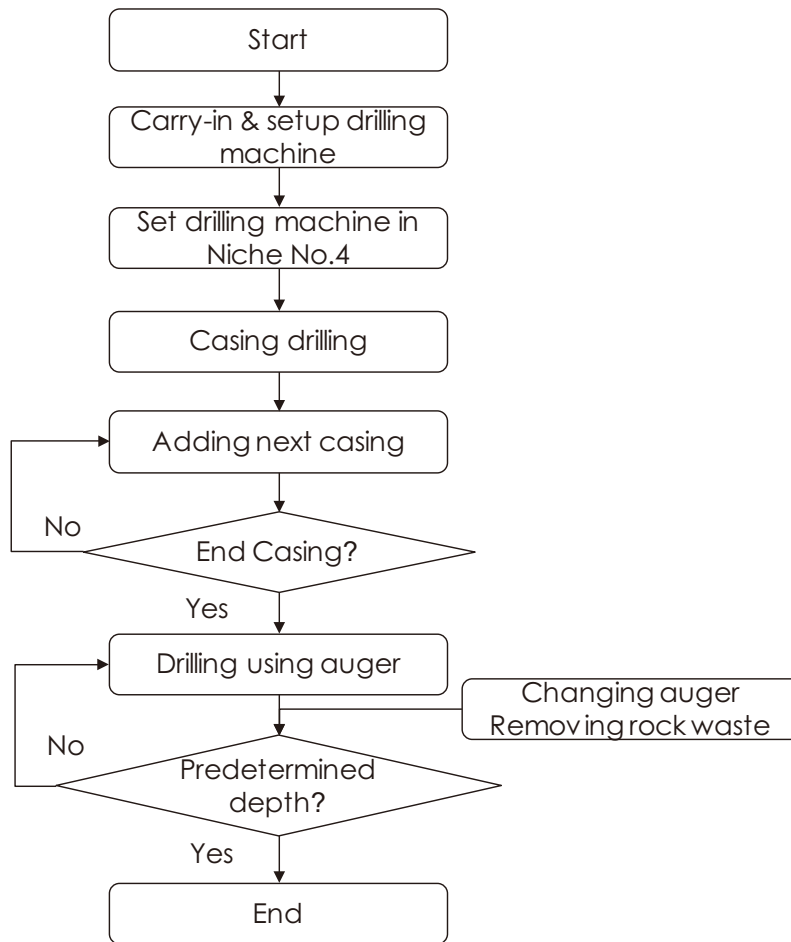 Start
Carry-in & setup drilling
machine
Set drilling machine in
Niche No.4
Casing drilling
Adding next casing
No
End Casing?
Yes
Drilling using auger
Changing auger
Removing rock waste
No
Predetermined
depth?
Yes
End